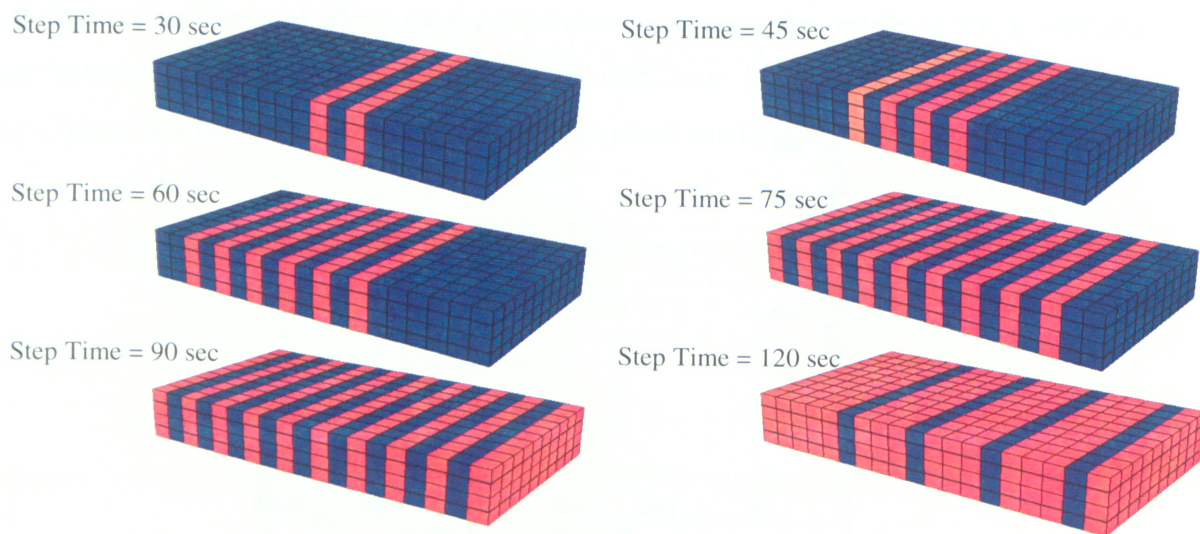 Step Time = 30 sec
Step Time = 45 sec
Step Time = 60 sec
Step Time = 75 sec
Step Time = 90 sec
Step Time = 120 sec